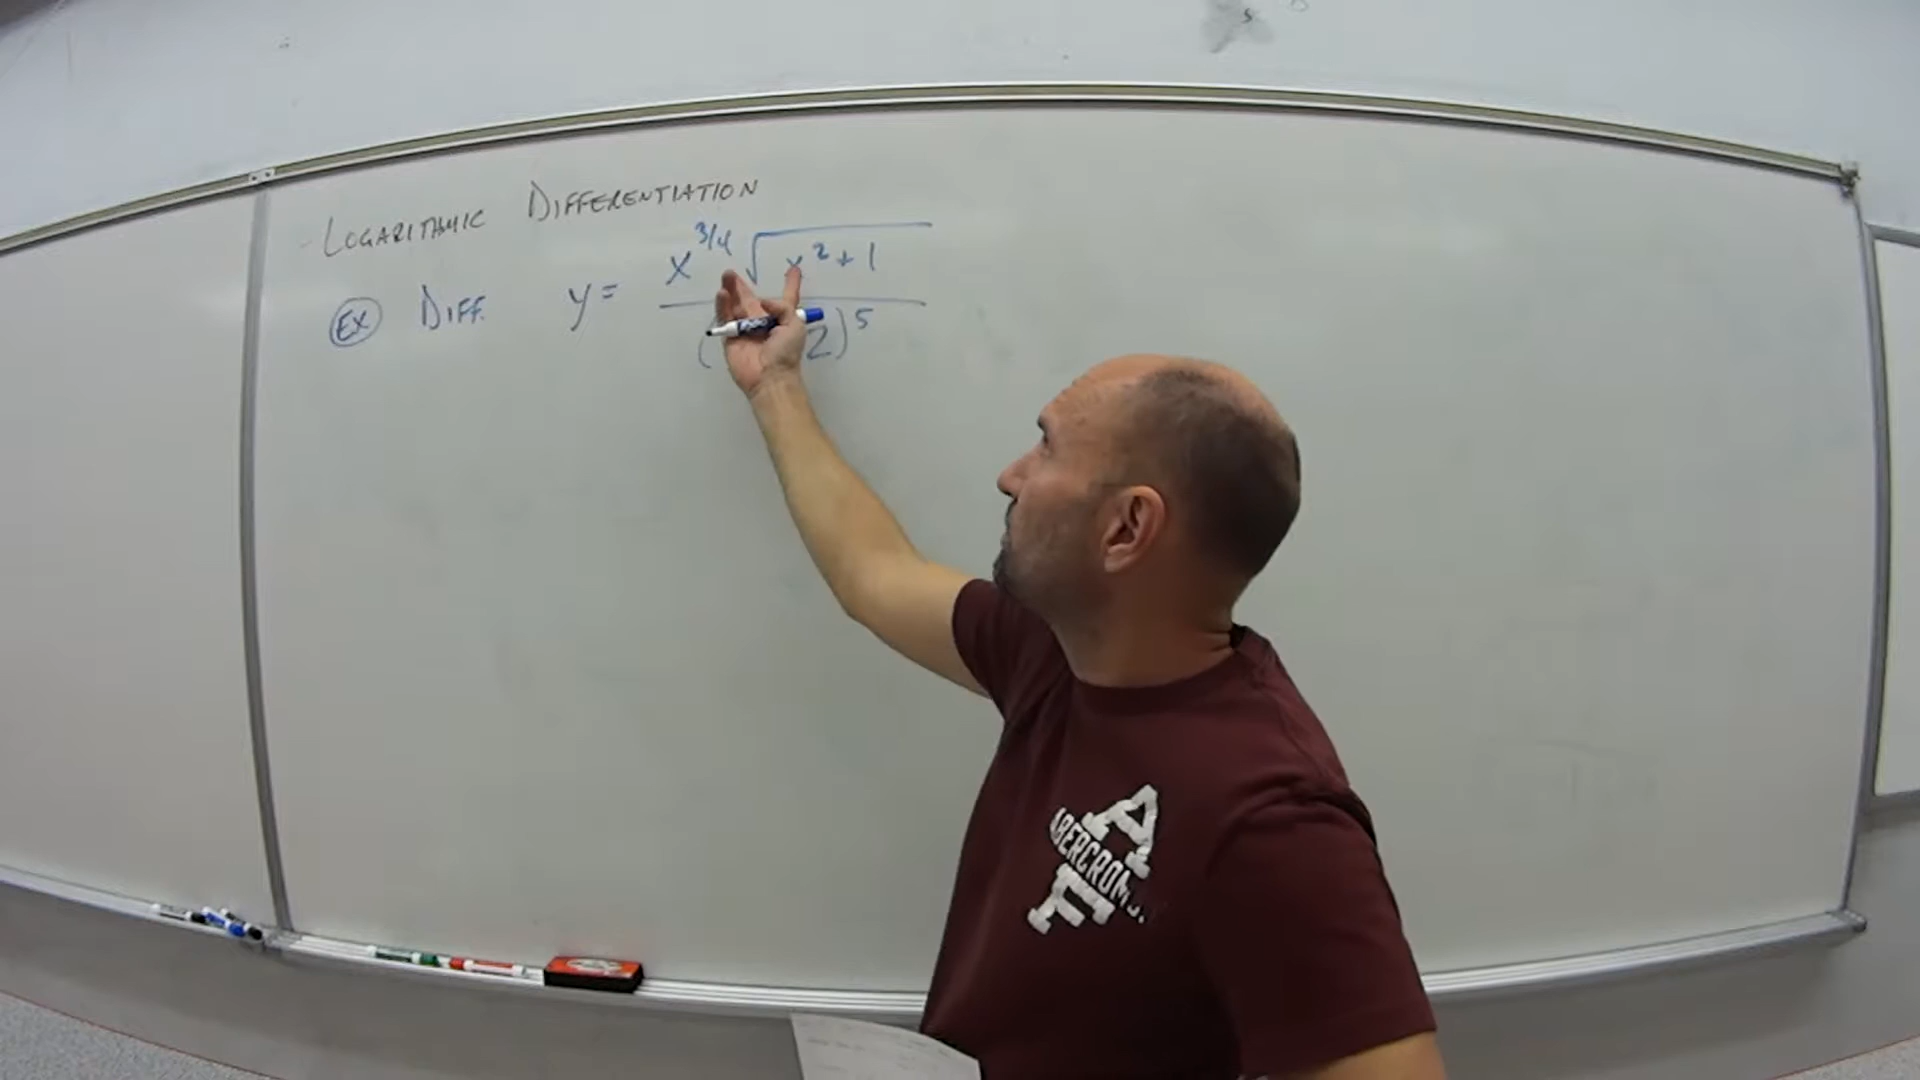 LOGARITHMIC DIFFERENTIATION
EX DIFF. y = x^{3/4} √(x² + 1)
( 2)⁵
A
ABERCROM
F